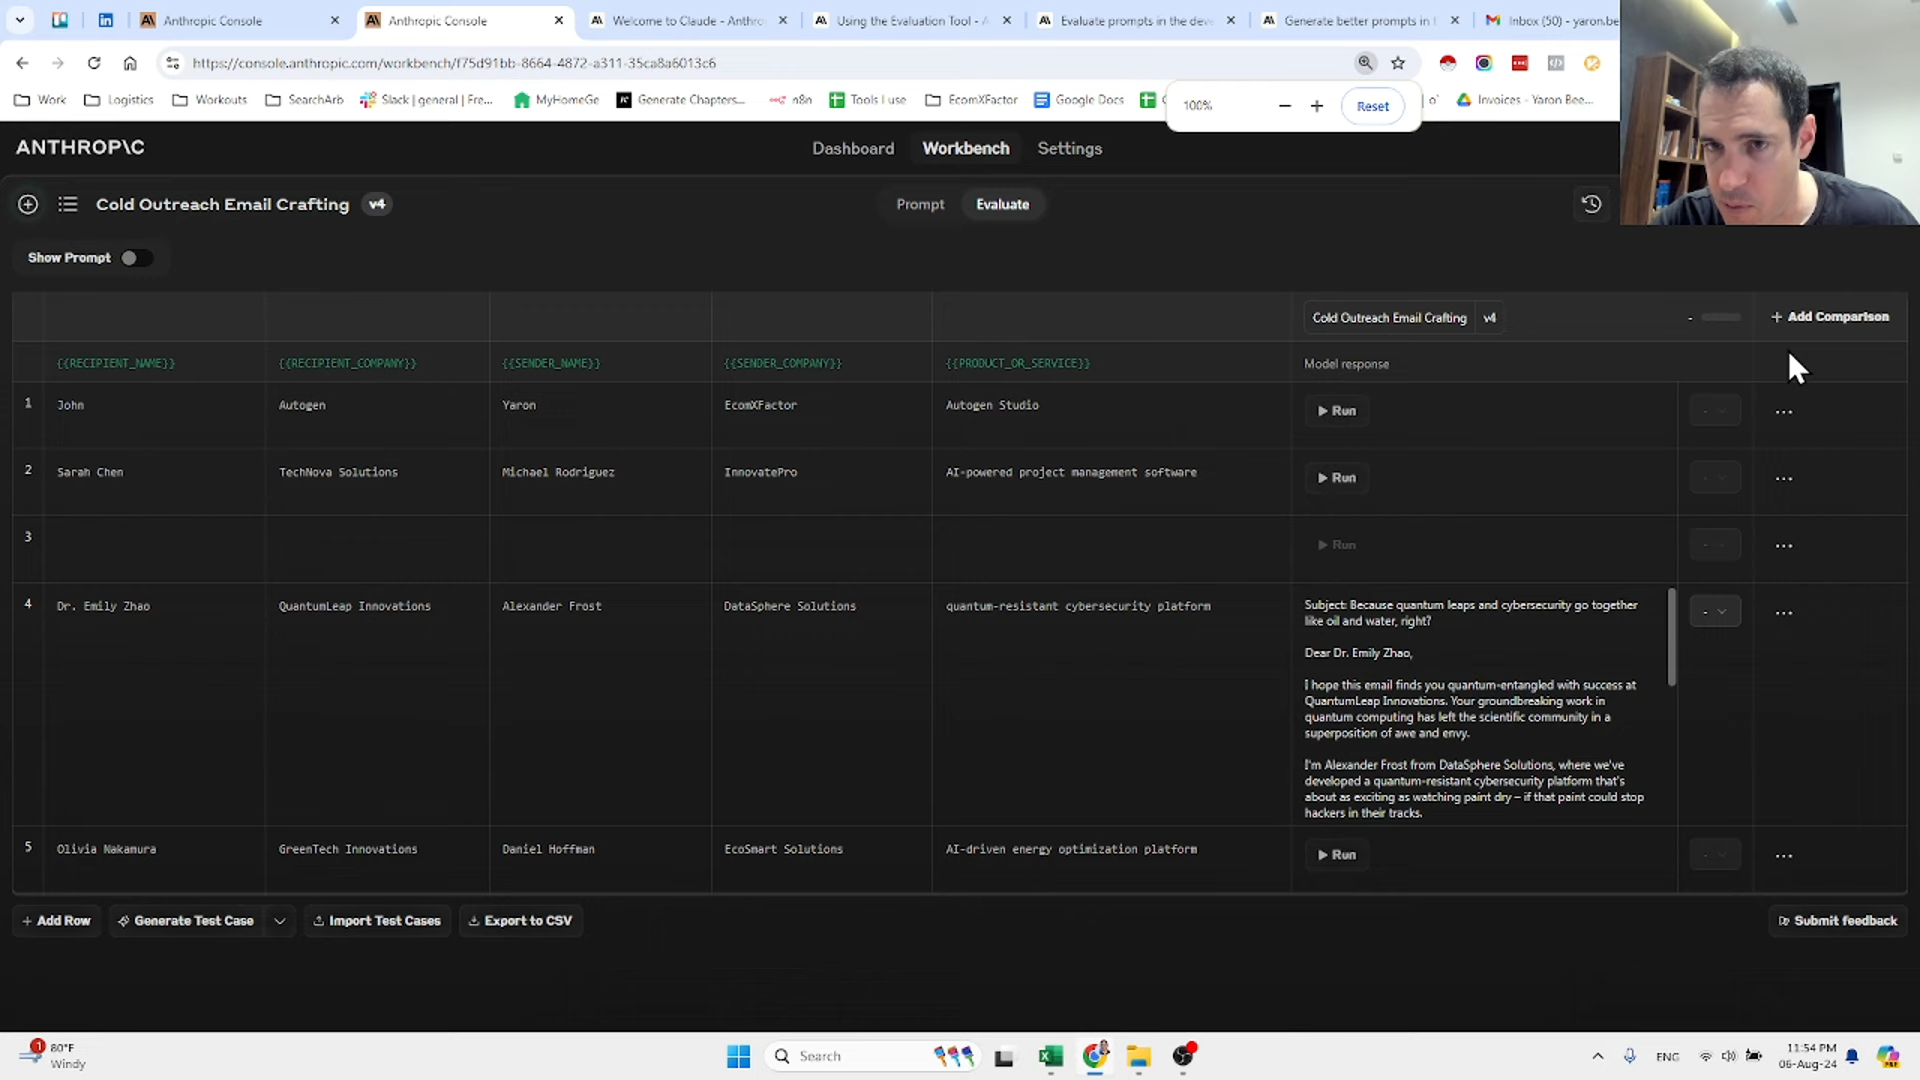 Anthropic Console
Anthropic Console
Welcome to Claude - Anthro
Using the Evaluation Tool - A
Evaluate prompts in the deve
Generate better prompts in t
Inbox (50) - yaron.be
https://console.anthropic.com/workbench/f75d91bb-8664-4872-a311-35ca8a6013c6
Work
Logistics
Workouts
SearchArb
Slack | general | Fre...
MyHomeGe
Generate Chapters...
n8n
Tools I use
EcomXFactor
Google Docs
Invoices - Yaron Bee...
100%
Reset
ANTHROP\C
Dashboard
Workbench
Settings
Cold Outreach Email Crafting v4
Prompt
Evaluate
Show Prompt
Cold Outreach Email Crafting v4
-
+ Add Comparison
{{RECIPIENT_NAME}}
{{RECIPIENT_COMPANY}}
{{SENDER_NAME}}
{{SENDER_COMPANY}}
{{PRODUCT_OR_SERVICE}}
Model response
1 John Autogen Yaron EcomXFactor Autogen Studio Run
2 Sarah Chen TechNova Solutions Michael Rodriguez InnovatePro AI-powered project management software Run
3 Run
4 Dr. Emily Zhao QuantumLeap Innovations Alexander Frost DataSphere Solutions quantum-resistant cybersecurity platform
Subject: Because quantum leaps and cybersecurity go together
like oil and water, right?
Dear Dr. Emily Zhao,
I hope this email finds you quantum-entangled with success at
QuantumLeap Innovations. Your groundbreaking work in
quantum computing has left the scientific community in a
superposition of awe and envy.
I'm Alexander Frost from DataSphere Solutions, where we've
developed a quantum-resistant cybersecurity platform that's
about as exciting as watching paint dry – if that paint could stop
hackers in their tracks.
5 Olivia Nakamura GreenTech Innovations Daniel Hoffman EcoSmart Solutions AI-driven energy optimization platform Run
+ Add Row
Generate Test Case
Import Test Cases
Export to CSV
Submit feedback
1
80°F
Windy
Search
ENG
11:54 PM
06-Aug-24